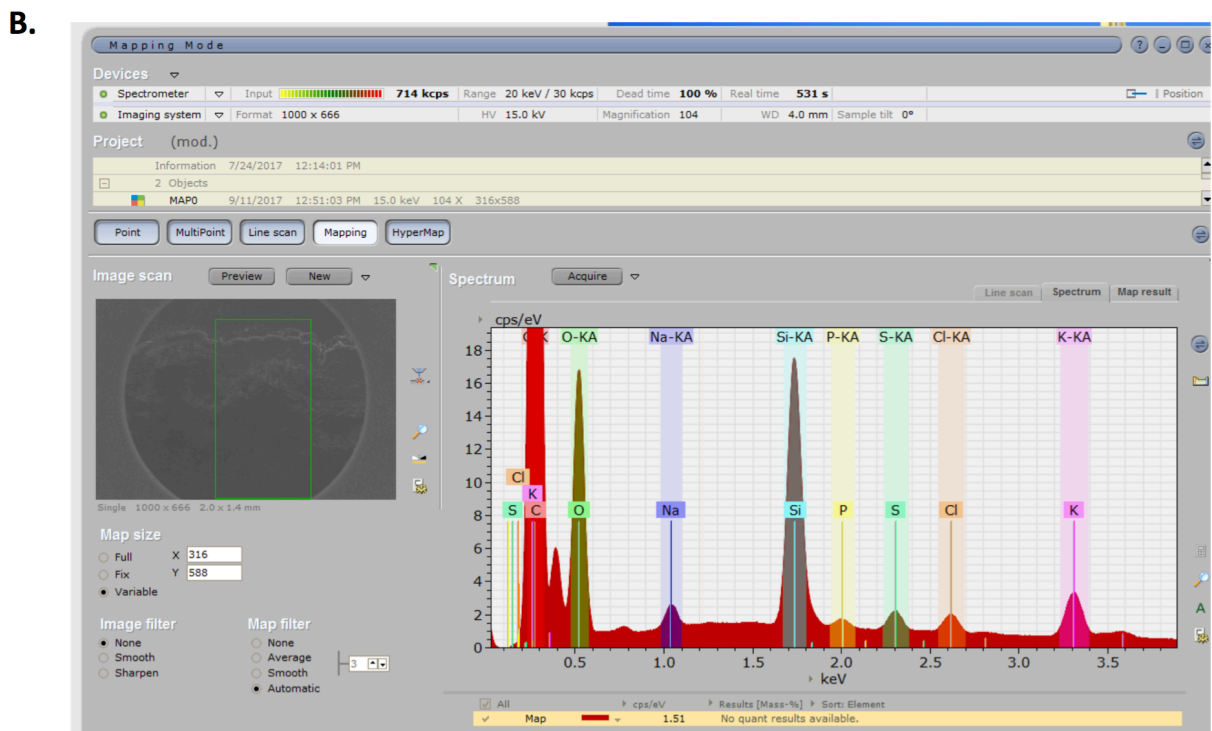 B.
Mapping Mode
Devices
Spectrometer Input 714 kcps Range 20 keV / 30 kcps Dead time 100 % Real time 531 s Position
Imaging system Format 1000 x 666 HV 15.0 kV Magnification 104 WD 4.0 mm Sample tilt 0°
Project (mod.)
Information 7/24/2017 12:14:01 PM
2 Objects
MAP0 9/11/2017 12:51:03 PM 15.0 keV 104 X 316x588
Point MultiPoint Line scan Mapping HyperMap
Image scan Preview New
Single 1000 x 666 2.0 x 1.4 mm
Map size
Full X 316
Fix Y 588
Variable
Image filter Map filter
None None
Smooth Average 3
Sharpen Smooth
Automatic
Spectrum Acquire
Line scan Spectrum Map result
cps/eV
O-KA Na-KA Si-KA P-KA S-KA Cl-KA K-KA
18
16
14
12
10
8
6
4
2
0
Cl
K
S C O Na Si P S Cl K
0.5 1.0 1.5 2.0 2.5 3.0 3.5
keV
A
All cps/eV Results [Mass-%] Sort: Element
Map 1.51 No quant results available.